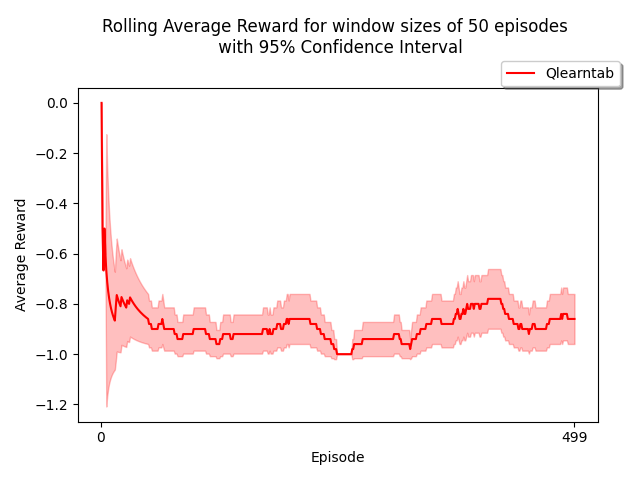 Rolling Average Reward for window sizes of 50 episodes
with 95% Confidence Interval
Qlearntab
0.0
−0.2
−0.4
−0.6
−0.8
−1.0
−1.2
Average Reward
0
499
Episode